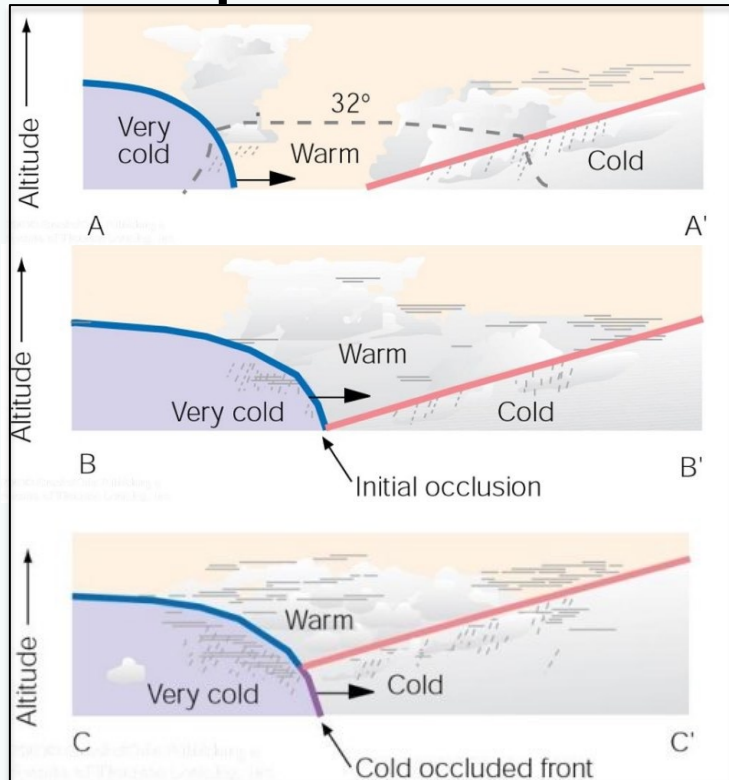 Altitude
Very
cold
32°
Warm
Cold
A
A'
Altitude
Warm
Very cold
Cold
B
B'
Initial occlusion
Altitude
Warm
Very cold
Cold
C
C'
Cold occluded front